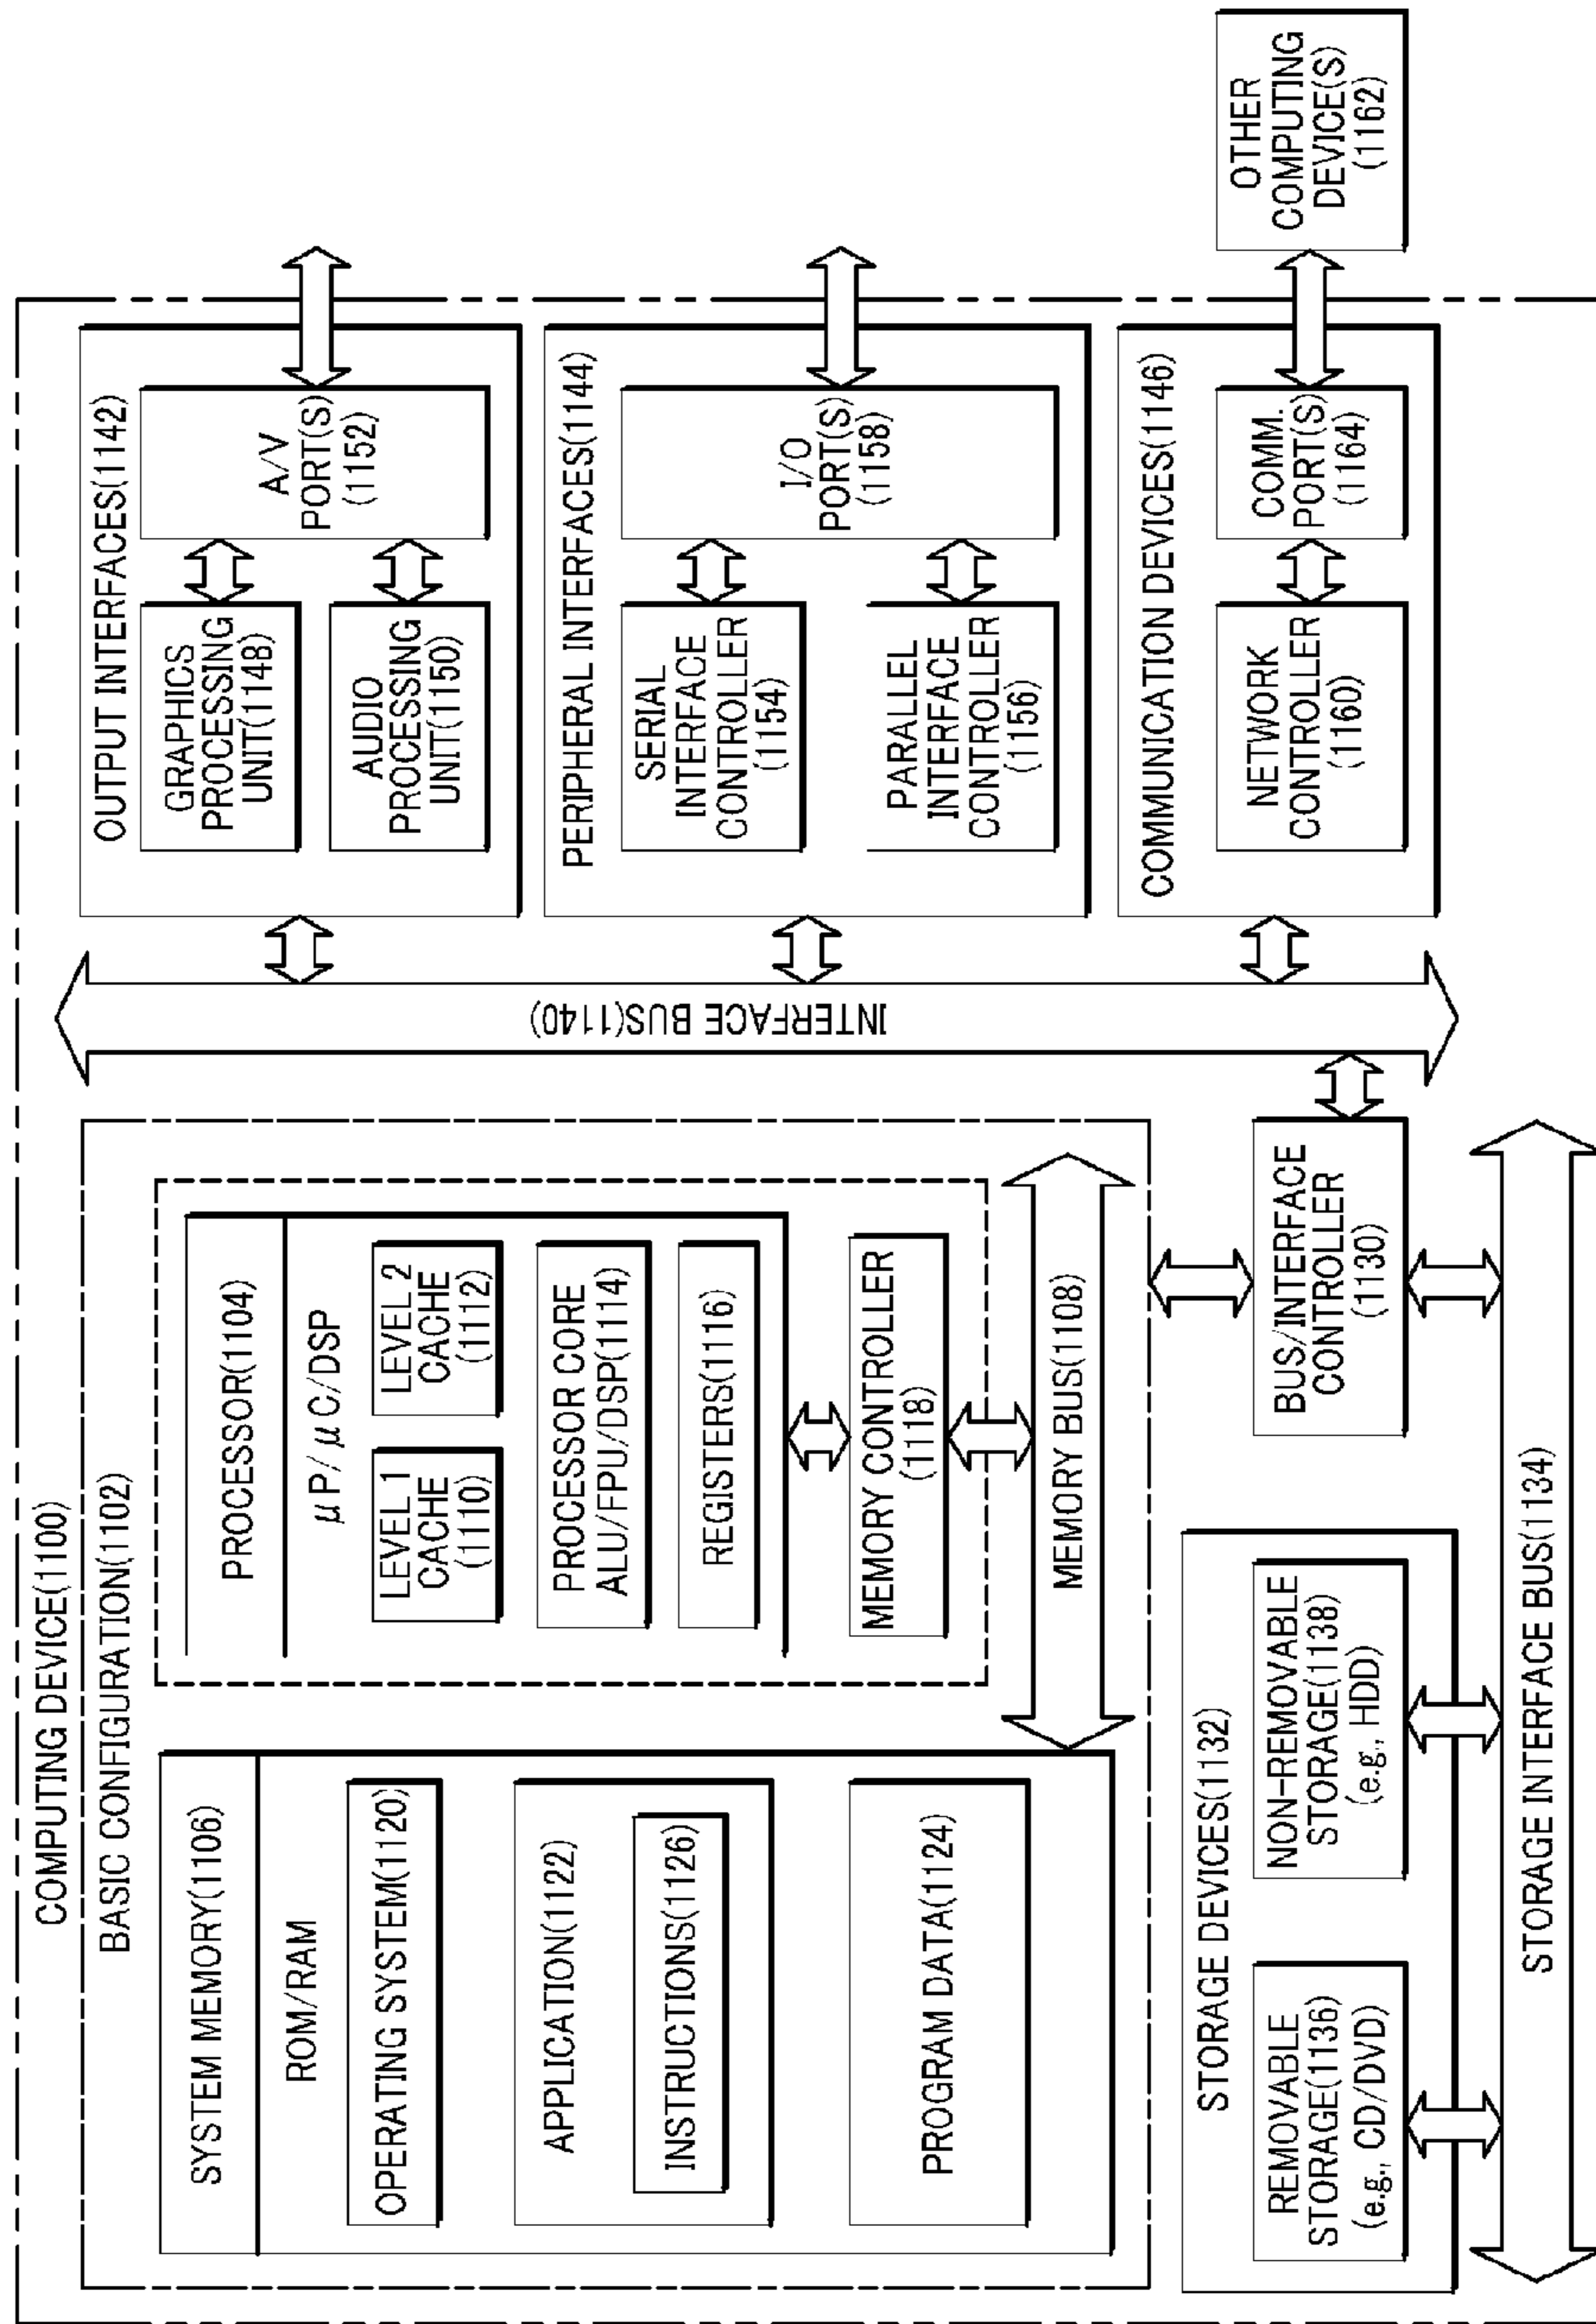 COMPUTING DEVICE(1100)
BASIC CONFIGURATION(1102)
SYSTEM MEMORY(1106)
ROM/RAM
OPERATING SYSTEM(1120)
APPLICATION(1122)
INSTRUCTIONS(1126)
PROGRAM DATA(1124)
PROCESSOR(1104)
μP/μC/DSP
LEVEL 1
CACHE
(1110)
LEVEL 2
CACHE
(1112)
PROCESSOR CORE
ALU/FPU/DSP(1114)
REGISTERS(1116)
MEMORY CONTROLLER
(1118)
MEMORY BUS(1108)
BUS/INTERFACE
CONTROLLER
(1130)
STORAGE DEVICES(1132)
REMOVABLE
STORAGE(1136)
(e.g., CD/DVD)
NON-REMOVABLE
STORAGE(1138)
(e.g., HDD)
STORAGE INTERFACE BUS(1134)
INTERFACE BUS(1140)
OUTPUT INTERFACES(1142)
GRAPHICS
PROCESSING
UNIT(1148)
AUDIO
PROCESSING
UNIT(1150)
A/V
PORT(S)
(1152)
PERIPHERAL INTERFACES(1144)
SERIAL
INTERFACE
CONTROLLER
(1154)
PARALLEL
INTERFACE
CONTROLLER
(1156)
I/O
PORT(S)
(1158)
COMMUNICATION DEVICES(1146)
NETWORK
CONTROLLER
(1160)
COMM.
PORT(S)
(1164)
OTHER
COMPUTING
DEVICE(S)
(1162)